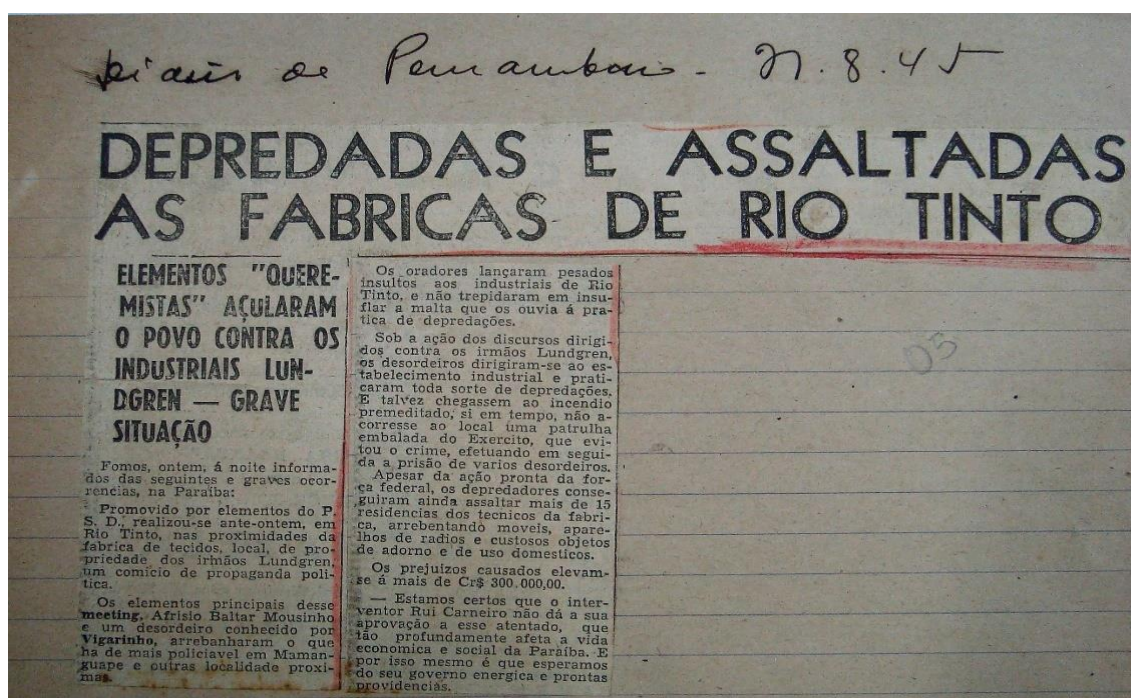 Diario de Pernambuco - 21.8.45
DEPREDADAS E ASSALTADAS
AS FABRICAS DE RIO TINTO
ELEMENTOS "QUERE-
MISTAS" AÇULARAM
O POVO CONTRA OS
INDUSTRIAIS LUN-
DGREN — GRAVE
SITUAÇÃO
Fomos, ontem, á noite informa-
dos das seguintes e graves ocor-
rencias, na Paraíba:
Promovido por elementos do P.
S. D., realizou-se ante-ontem, em
Rio Tinto, nas proximidades da
fabrica de tecidos, local, de pro-
priedade dos irmãos Lundgren,
um comicio de propaganda poli-
tica.
Os elementos principais desse
meeting, Afrisio Baltar Mousinho
e um desordeiro conhecido por
Vigarinho, arrebanharam o que
ha de mais policiavel em Maman-
guape e outras localidade proxi-
mas.
Os oradores lançaram pesados
insultos aos industriais de Rio
Tinto, e não trepidaram em insu-
flar a malta que os ouvia á pra-
tica de depredações.
Sob a ação dos discursos dirigi-
dos contra os irmãos Lundgren,
os desordeiros dirigiram-se ao es-
tabelecimento industrial e prati-
caram toda sorte de depredações.
E talvez chegassem ao incendio
premeditado, si em tempo, não a-
corresse ao local uma patrulha
embalada do Exercito, que evi-
tou o crime, efetuando em segui-
da a prisão de varios desordeiros.
Apesar da ação pronta da for-
ça federal, os depredadores conse-
guiram ainda assaltar mais de 15
residencias dos tecnicos da fabri-
ca, arrebentando moveis, apare-
lhos de radios e custosos objetos
de adorno e de uso domesticos.
Os prejuizos causados elevam-
se á mais de Cr$ 300.000,00.
— Estamos certos que o inter-
ventor Rui Carneiro não dá a sua
aprovação a esse atentado, que
tão profundamente afeta a vida
economica e social da Paraíba. E
por isso mesmo é que esperamos
do seu governo energica e prontas
providencias.
05